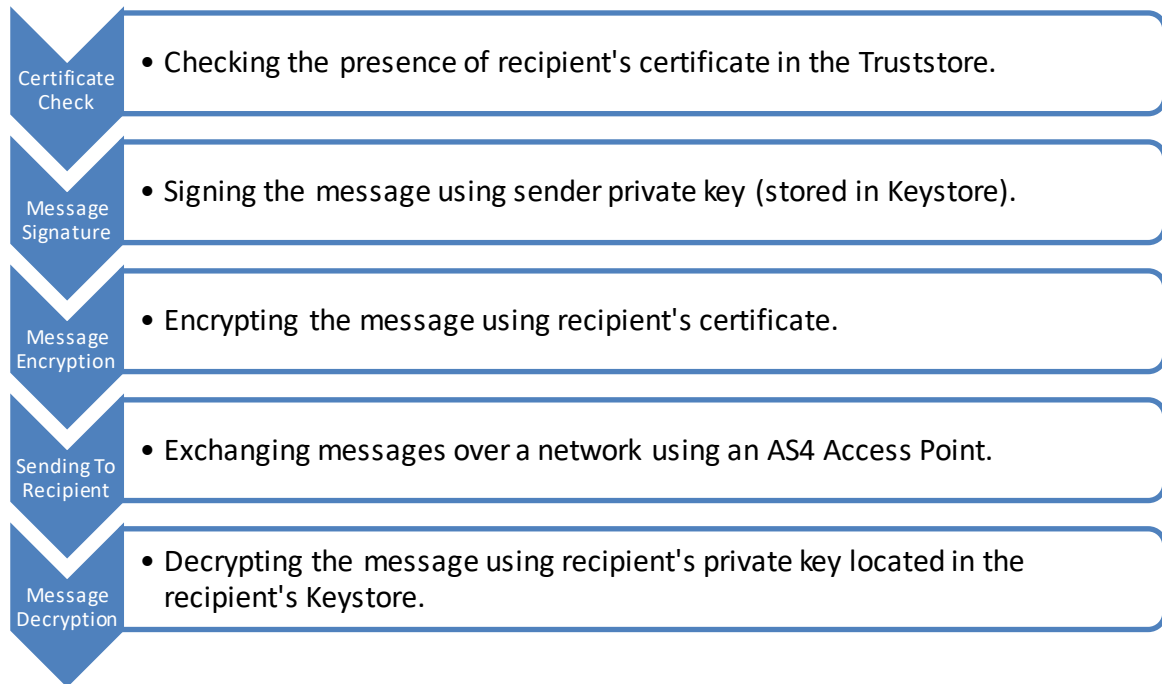 Certificate
Check
• Checking the presence of recipient's certificate in the Truststore.
Message
Signature
• Signing the message using sender private key (stored in Keystore).
Message
Encryption
• Encrypting the message using recipient's certificate.
Sending To
Recipient
• Exchanging messages over a network using an AS4 Access Point.
Message
Decryption
• Decrypting the message using recipient's private key located in the
recipient's Keystore.